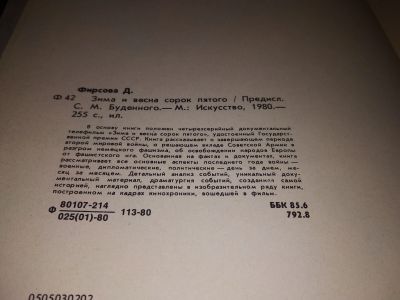 Фирсова Д.
Ф 42 Зима и весна сорок пятого / Предисл.
С. М. Буденного.— М.: Искусство, 1980.—
255 с., ил.
В основу книги положен четырехсерийный документальный
телефильм «Зима и весна сорок пятого», удостоенный Государст-
венной премии СССР. Книга рассказывает о завершающем периоде
второй мировой войны, о решающем вкладе Советской Армии в
разгром немецкого фашизма, об освобождении народов Европы
от фашистского ига. Основанная на фактах и документах, книга
рассматривает все основные аспекты последнего года войны —
военные, дипломатические, политические — день за днем, ме-
сяц за месяцем. Детальный анализ событий, уникальный доку-
ментальный материал, драматургия событий, созданная самой
историей, наглядно представлены в изобразительном ряду книги,
построенном на кадрах кинохроники, вошедшей в фильм.
Ф 80107-214 / 025(01)-80 113-80
ББК 85.6
792.8
0505030202